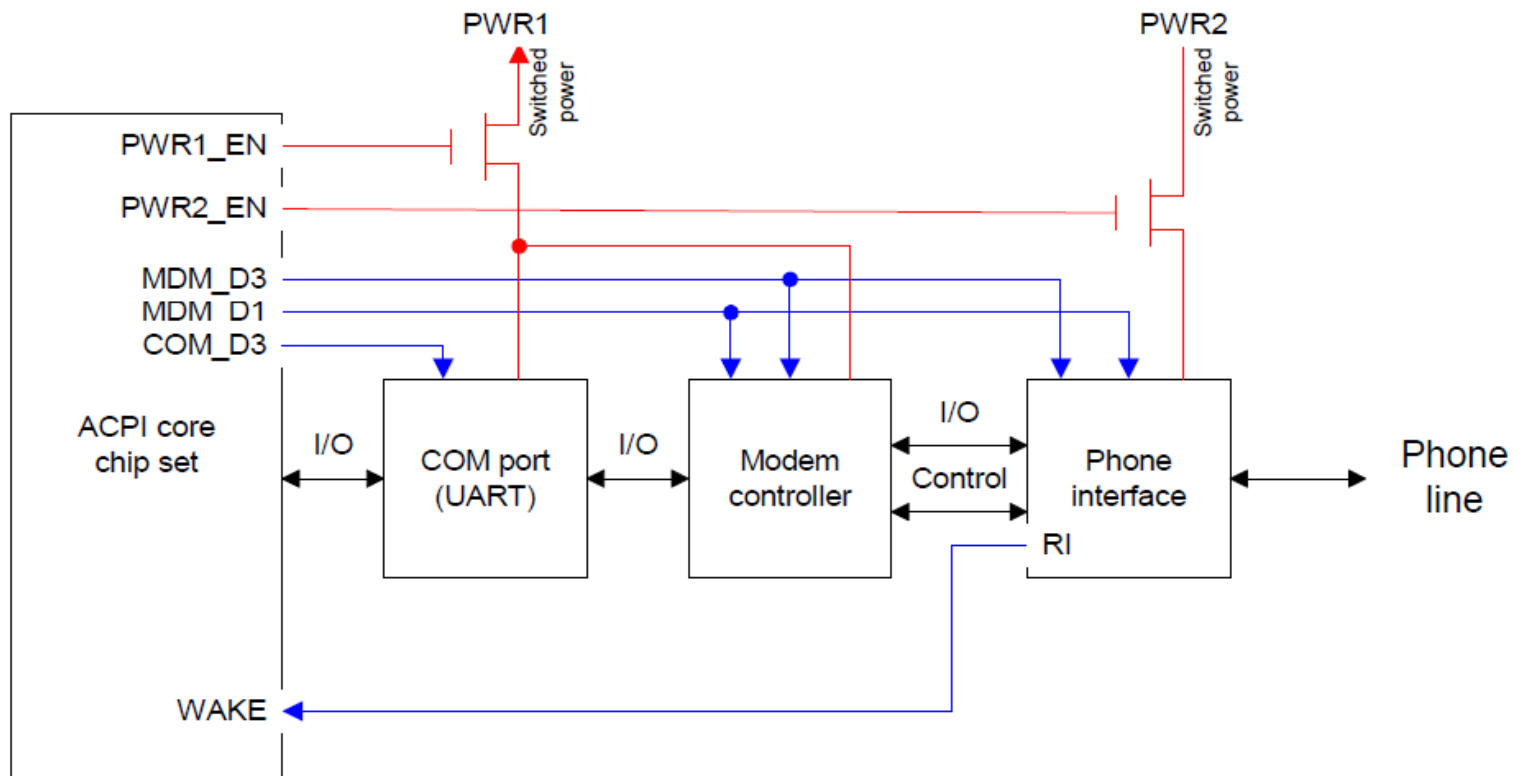 PWR1
PWR2
Switched
power
Switched
power
PWR1_EN
PWR2_EN
MDM_D3
MDM_D1
COM_D3
ACPI core
chip set
I/O
COM port
(UART)
I/O
Modem
controller
I/O
Control
Phone
interface
RI
Phone
line
WAKE